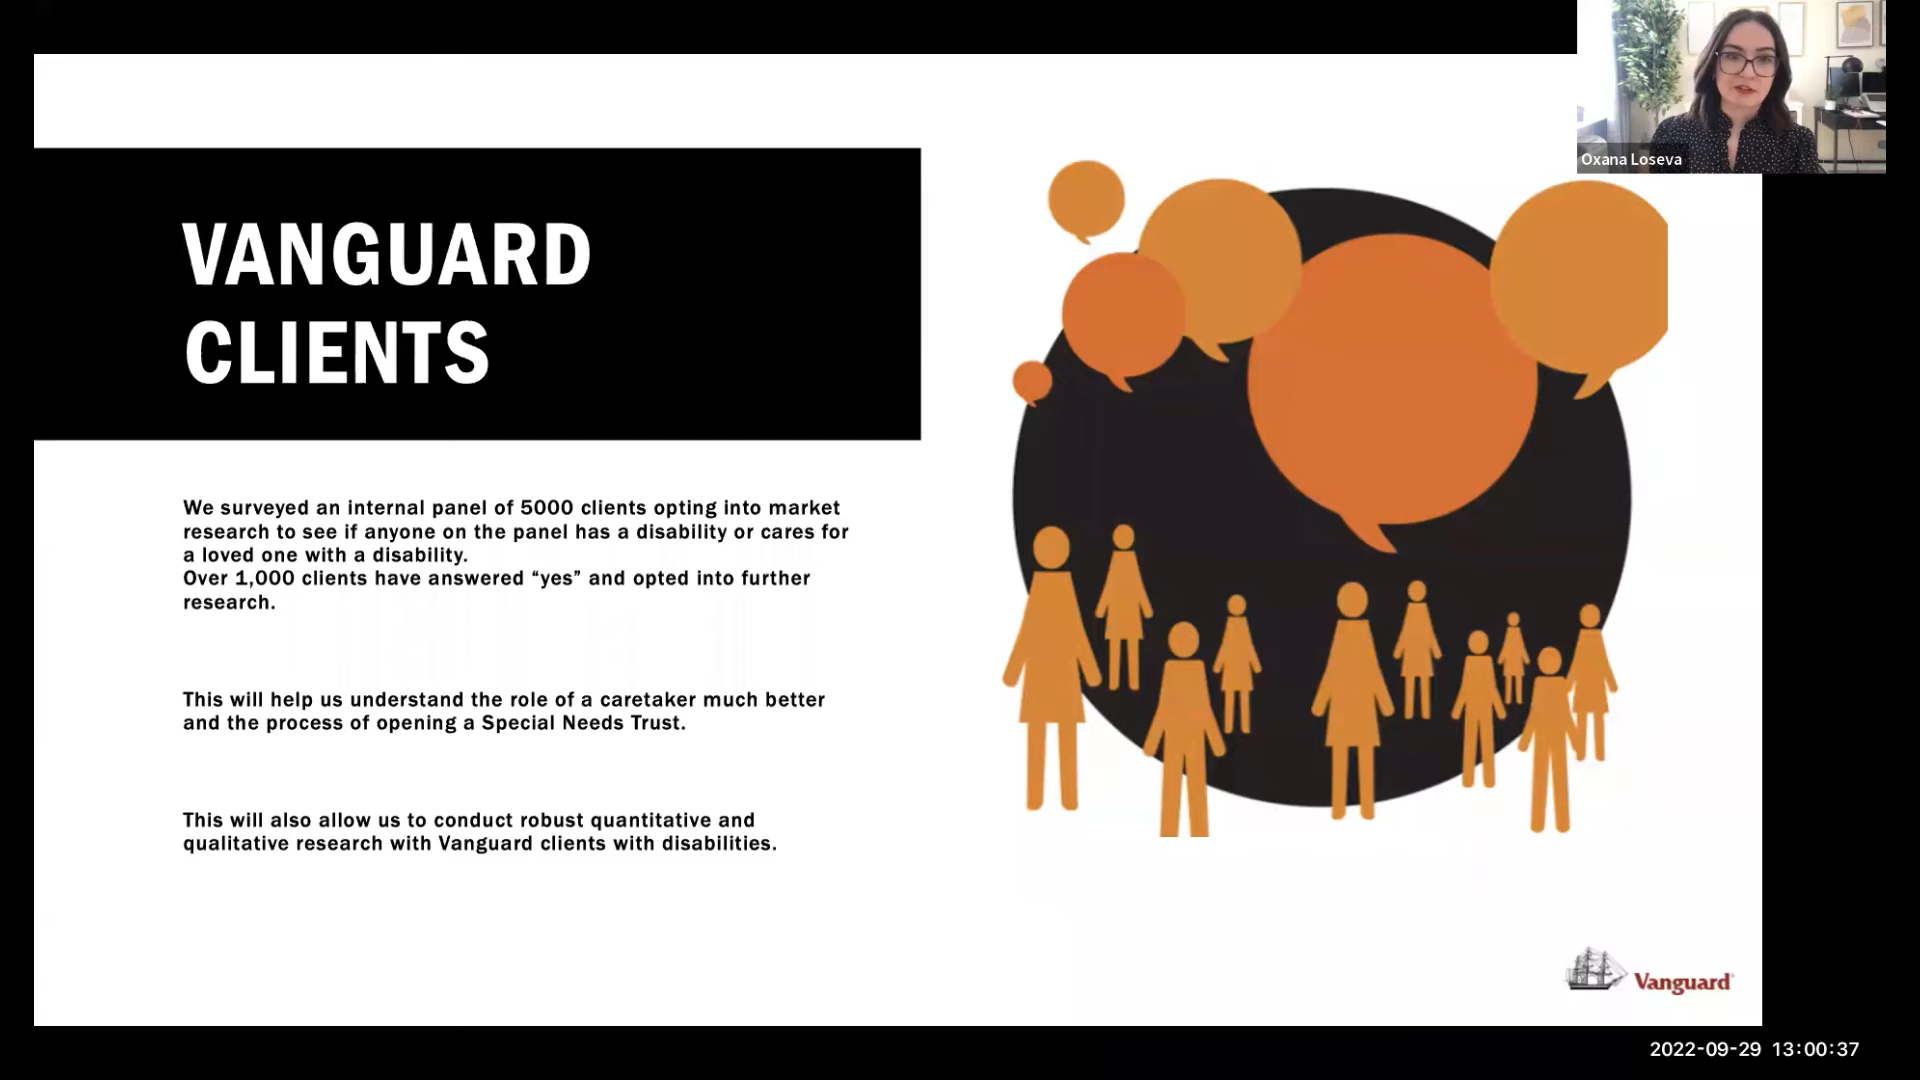 Oxana Loseva
VANGUARD
CLIENTS
We surveyed an internal panel of 5000 clients opting into market
research to see if anyone on the panel has a disability or cares for
a loved one with a disability.
Over 1,000 clients have answered “yes” and opted into further
research.
This will help us understand the role of a caretaker much better
and the process of opening a Special Needs Trust.
This will also allow us to conduct robust quantitative and
qualitative research with Vanguard clients with disabilities.
Vanguard
2022-09-29 13:00:37